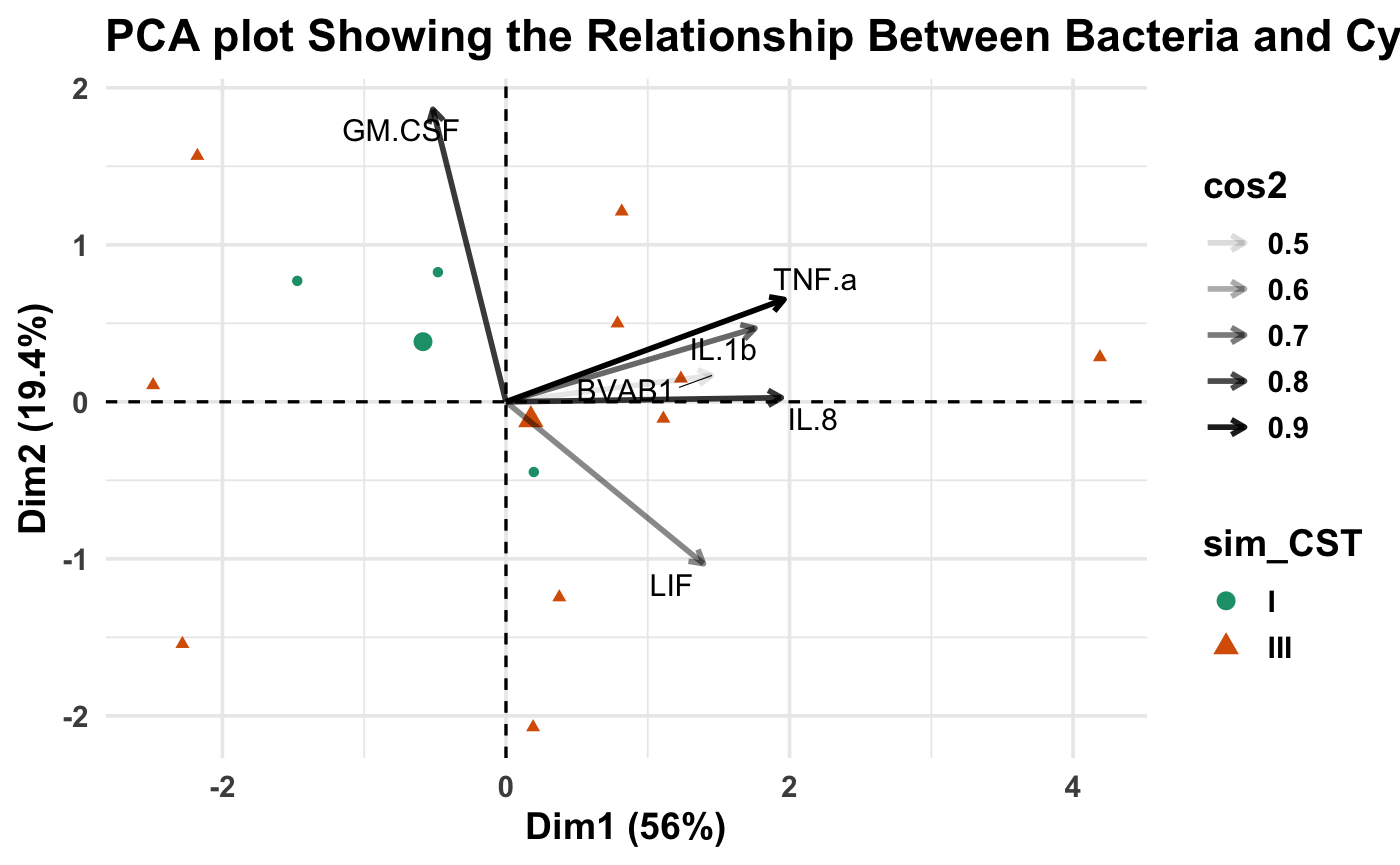 PCA plot Showing the Relationship Between Bacteria and Cy
2
1
0
-1
-2
Dim2 (19.4%)
GM.CSF
TNF.a
IL.1b
BVAB1
IL.8
LIF
-2
0
2
4
Dim1 (56%)
cos2
0.5
0.6
0.7
0.8
0.9
sim_CST
I
III